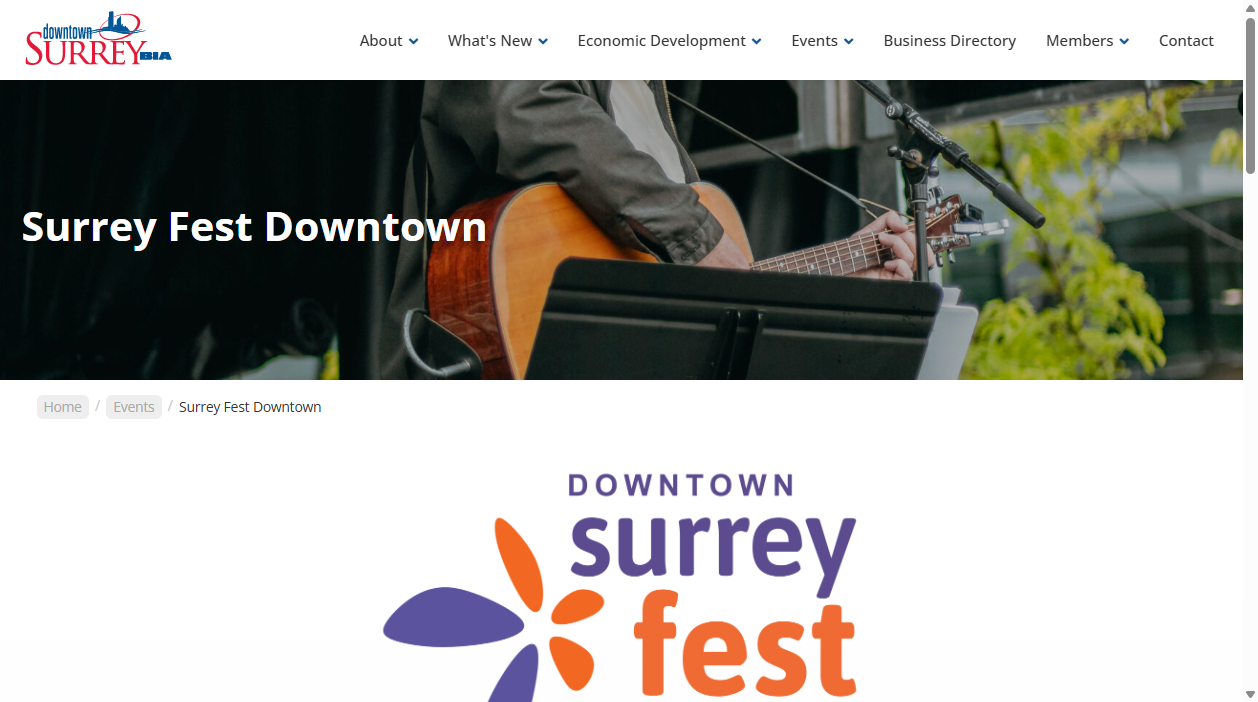 downtown
SURREY BIA
About What's New Economic Development Events Business Directory Members Contact
Surrey Fest Downtown
Home / Events / Surrey Fest Downtown
DOWNTOWN
surrey
fest